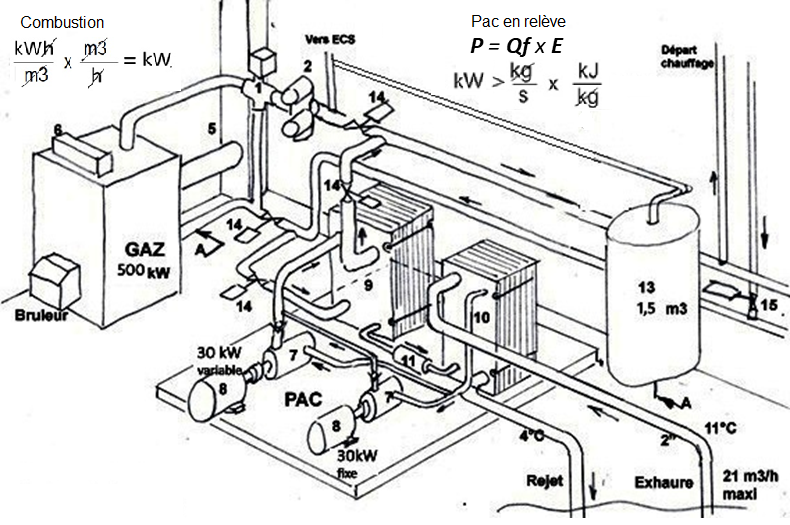 Combustion
kWh/m3 x m3/h = kW
Pac en relève
P = Qf x E
kW > kg/s x kJ/kg
Vers ECS
Départ
chauffage
1
2
14
6
5
14
14
A
GAZ
500 kW
Bruleur
14
9
10
13
1,5 m3
15
11
30 kW
variable
7
8
PAC
7
8
30kW
fixe
A
4°C
2"
11°C
Rejet
Exhaure
21 m3/h
maxi